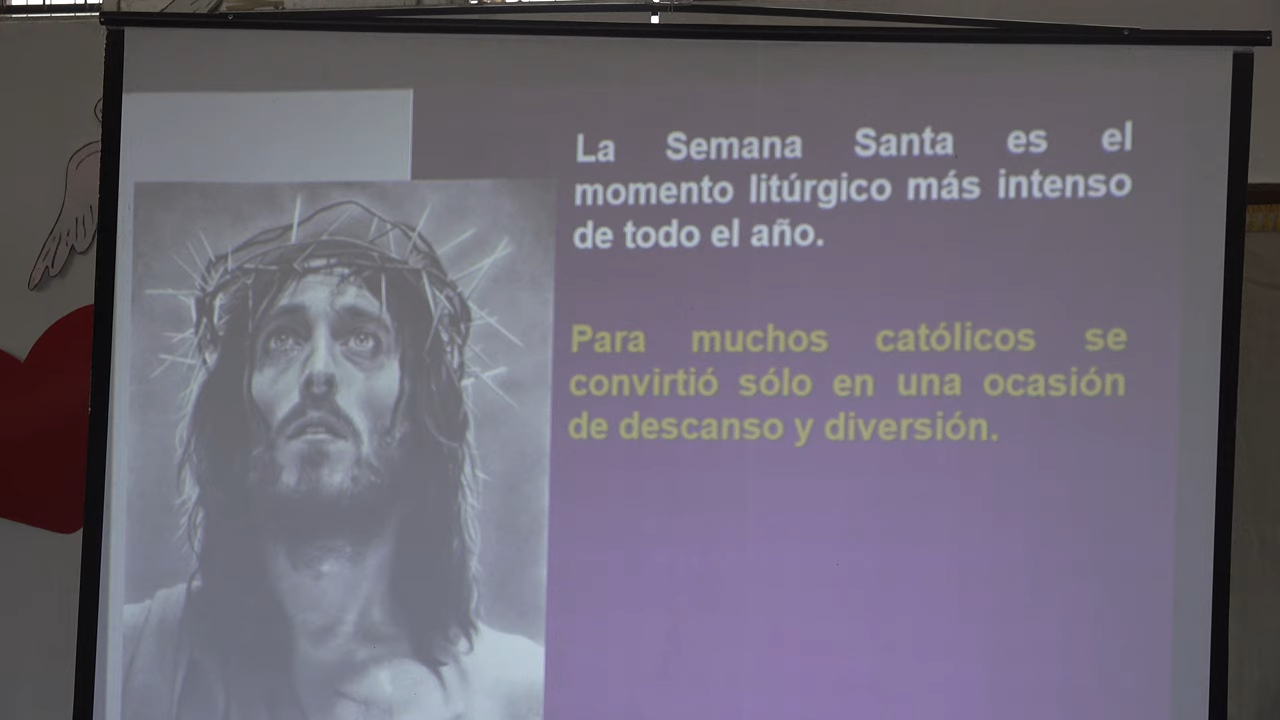 La Semana Santa es el
momento litúrgico más intenso
de todo el año.
Para muchos católicos se
convirtió sólo en una ocasión
de descanso y diversión.